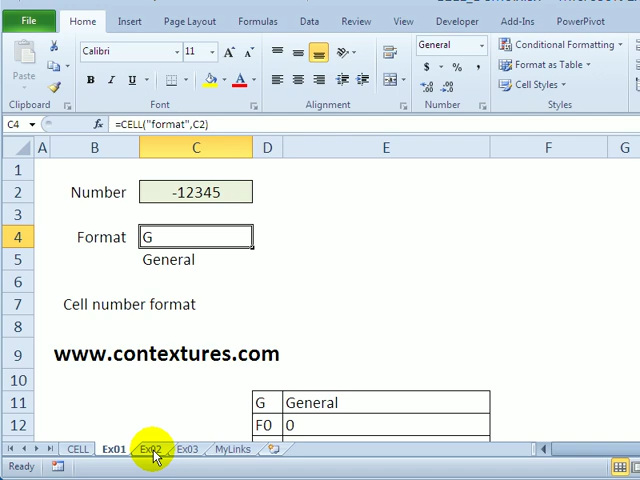 File Home Insert Page Layout Formulas Data Review View Developer Add-Ins PowerPivot
Paste
Calibri 11 A A
B I U A
General
$ % ,
.00 .0
Conditional Formatting
Format as Table
Cell Styles
Clipboard Font Alignment Number Styles
C4 fx =CELL("format",C2)
A B C D E F G
1
2 Number -12345
3
4 Format G
5 General
6
7 Cell number format
8
9 www.contextures.com
10
11 G General
12 F0 0
CELL Ex01 Ex02 Ex03 MyLinks
Ready